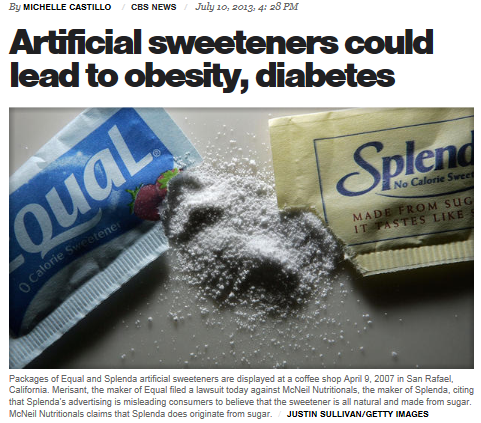 By MICHELLE CASTILLO / CBS NEWS / July 10, 2013, 4:28 PM
Artificial sweeteners could
lead to obesity, diabetes
QUAL®
0 Calorie Sweetener
Splend
No Calorie Sweet
MADE FROM SUG
IT TASTES LIKE S
Packages of Equal and Splenda artificial sweeteners are displayed at a coffee shop April 9, 2007 in San Rafael,
California. Merisant, the maker of Equal filed a lawsuit today against McNeil Nutritionals, the maker of Splenda, citing
that Splenda's advertising is misleading consumers to believe that the sweetener is all natural and made from sugar.
McNeil Nutritionals claims that Splenda does originate from sugar. / JUSTIN SULLIVAN/GETTY IMAGES